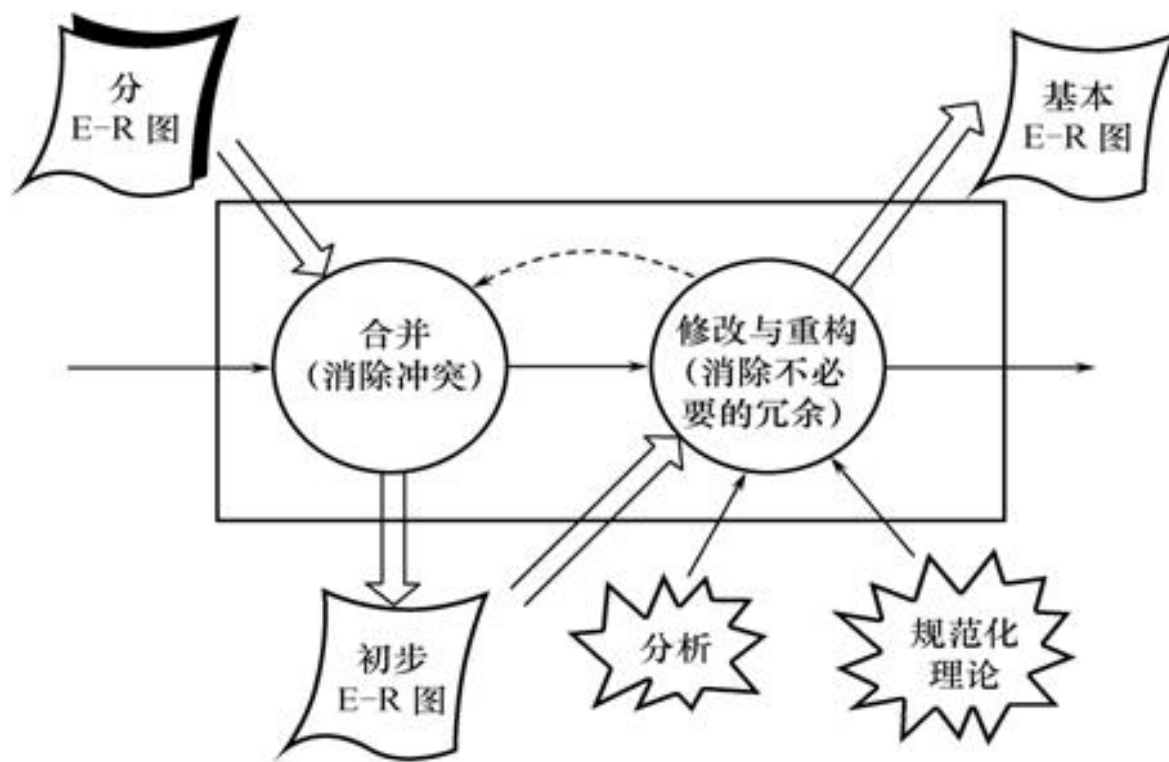 分
E-R 图
基本
E-R 图
合并
（消除冲突）
修改与重构
（消除不必
要的冗余）
初步
E-R 图
分析
规范化
理论